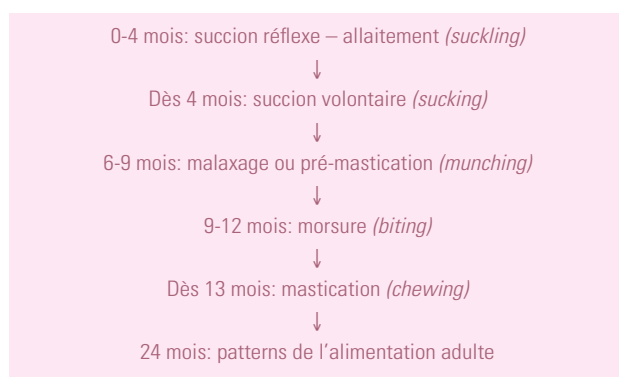 0-4 mois: succion réflexe – allaitement (suckling)
↓
Dès 4 mois: succion volontaire (sucking)
↓
6-9 mois: malaxage ou pré-mastication (munching)
↓
9-12 mois: morsure (biting)
↓
Dès 13 mois: mastication (chewing)
↓
24 mois: patterns de l’alimentation adulte